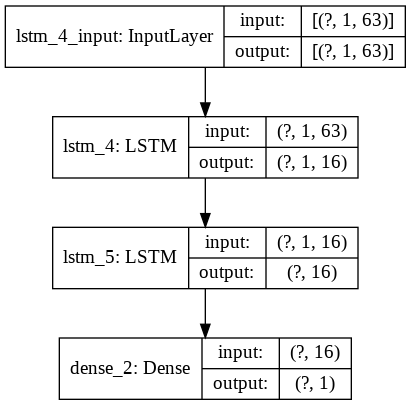 lstm_4_input: InputLayer
input: [(?, 1, 63)]
output: [(?, 1, 63)]
lstm_4: LSTM
input: (?, 1, 63)
output: (?, 1, 16)
lstm_5: LSTM
input: (?, 1, 16)
output: (?, 16)
dense_2: Dense
input: (?, 16)
output: (?, 1)